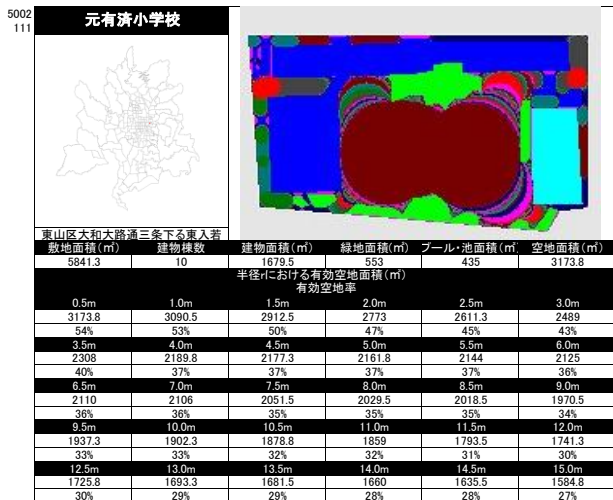 5002
111
元有済小学校
東山区大和大路通三条下る東入若
敷地面積(㎡) 建物棟数 建物面積(㎡) 緑地面積(㎡) プール・池面積(㎡) 空地面積(㎡)
5841.3 10 1679.5 553 435 3173.8
半径rにおける有効空地面積(㎡)
有効空地率
0.5m 1.0m 1.5m 2.0m 2.5m 3.0m
3173.8 3090.5 2912.5 2773 2611.3 2489
54% 53% 50% 47% 45% 43%
3.5m 4.0m 4.5m 5.0m 5.5m 6.0m
2308 2189.8 2177.3 2161.8 2144 2125
40% 37% 37% 37% 37% 36%
6.5m 7.0m 7.5m 8.0m 8.5m 9.0m
2110 2106 2051.5 2029.5 2018.5 1970.5
36% 36% 35% 35% 35% 34%
9.5m 10.0m 10.5m 11.0m 11.5m 12.0m
1937.3 1902.3 1878.8 1859 1793.5 1741.3
33% 33% 32% 32% 31% 30%
12.5m 13.0m 13.5m 14.0m 14.5m 15.0m
1725.8 1693.3 1681.5 1660 1635.5 1584.8
30% 29% 29% 28% 28% 27%